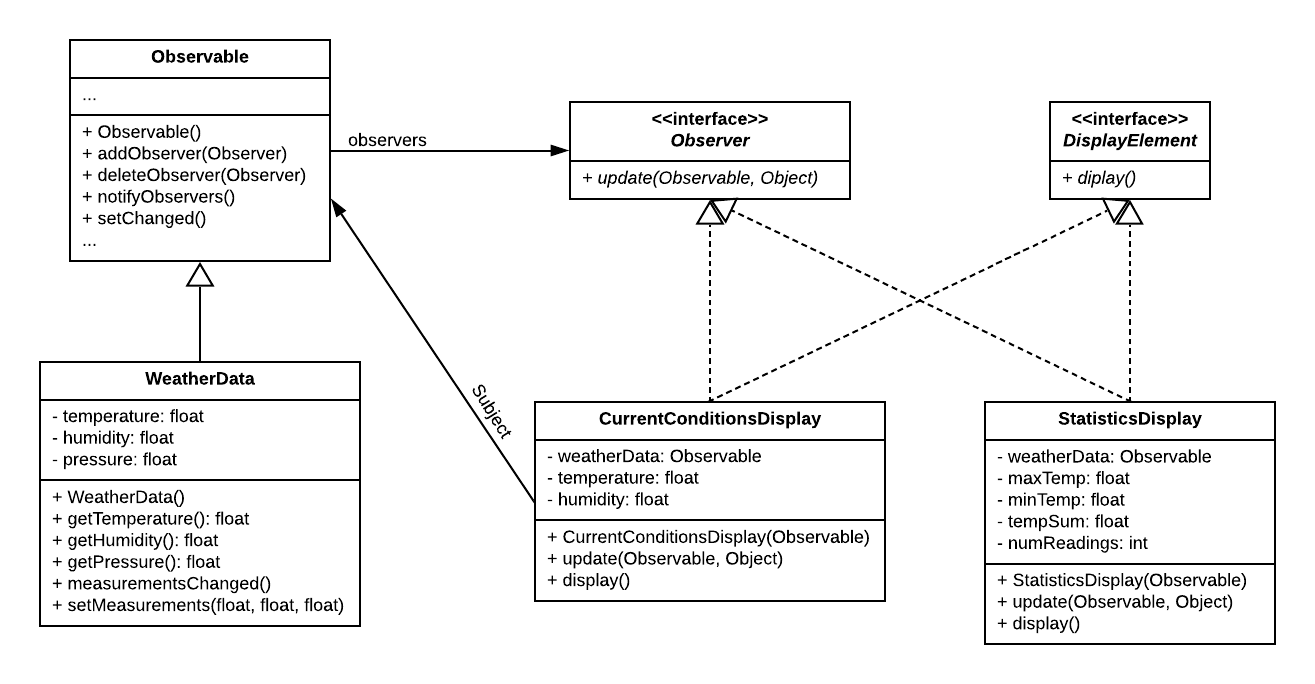 Observable
...
+ Observable()
+ addObserver(Observer)
+ deleteObserver(Observer)
+ notifyObservers()
+ setChanged()
...
observers
<<interface>>
Observer
+ update(Observable, Object)
<<interface>>
DisplayElement
+ diplay()
WeatherData
- temperature: float
- humidity: float
- pressure: float
+ WeatherData()
+ getTemperature(): float
+ getHumidity(): float
+ getPressure(): float
+ measurementsChanged()
+ setMeasurements(float, float, float)
Subject
CurrentConditionsDisplay
- weatherData: Observable
- temperature: float
- humidity: float
+ CurrentConditionsDisplay(Observable)
+ update(Observable, Object)
+ display()
StatisticsDisplay
- weatherData: Observable
- maxTemp: float
- minTemp: float
- tempSum: float
- numReadings: int
+ StatisticsDisplay(Observable)
+ update(Observable, Object)
+ display()